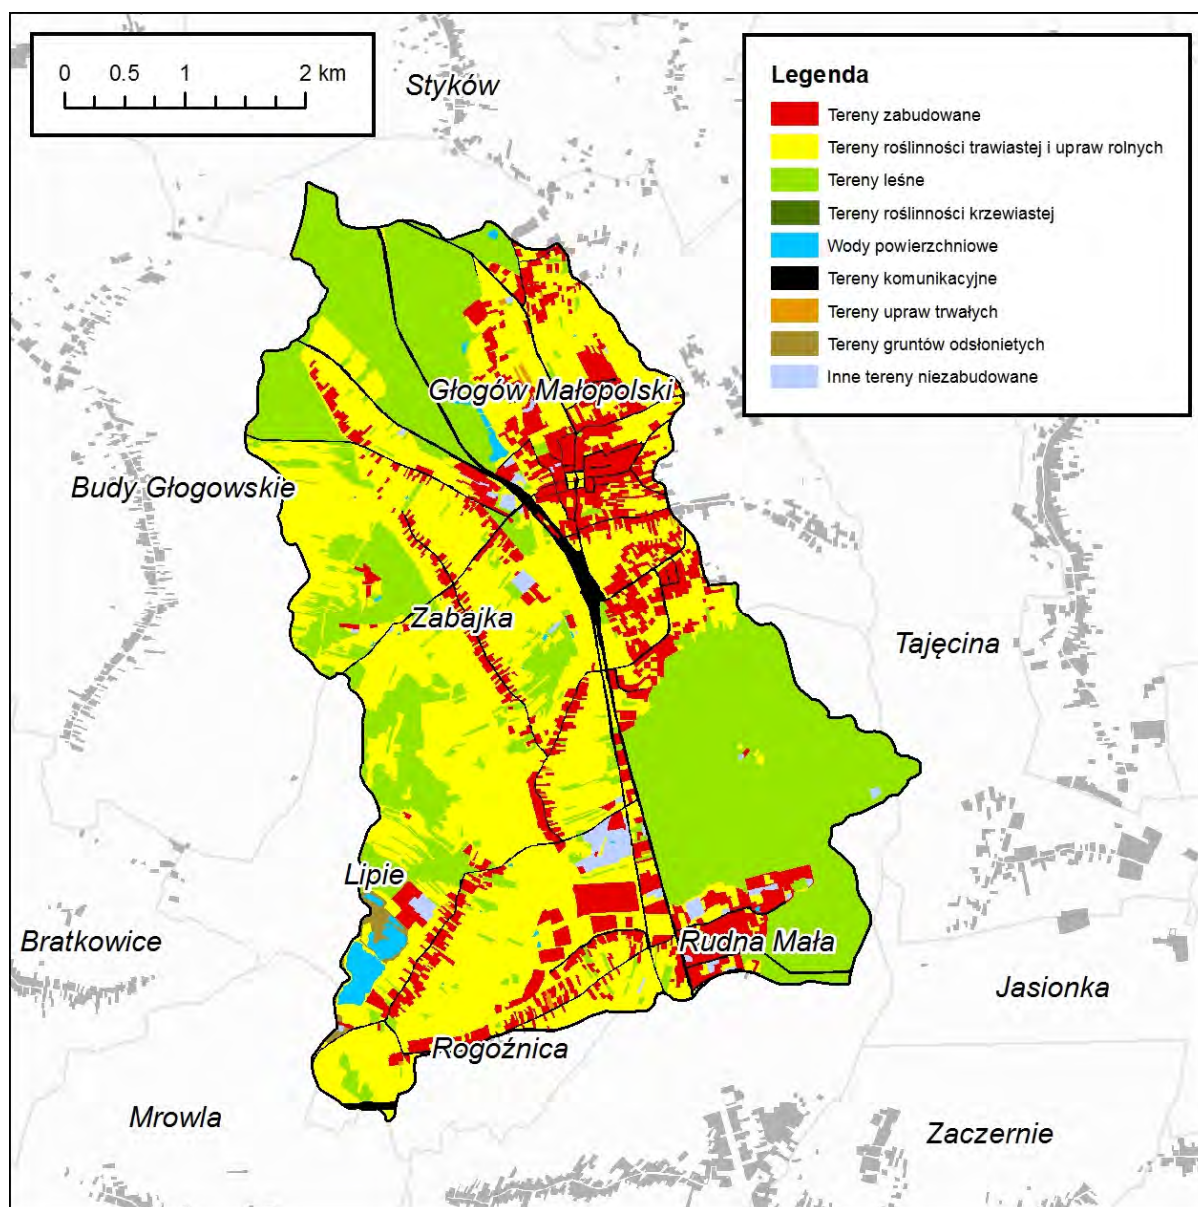 0 0.5 1 2 km
Styków
Legenda
Tereny zabudowane
Tereny roślinności trawiastej i upraw rolnych
Tereny leśne
Tereny roślinności krzewiastej
Wody powierzchniowe
Tereny komunikacyjne
Tereny upraw trwałych
Tereny gruntów odsłonietych
Inne tereny niezabudowane
Głogów Małopolski
Budy Głogowskie
Zabajka
Tajęcina
Lipie
Bratkowice
Rudna Mała
Jasionka
Rogoźnica
Mrowla
Zaczernie